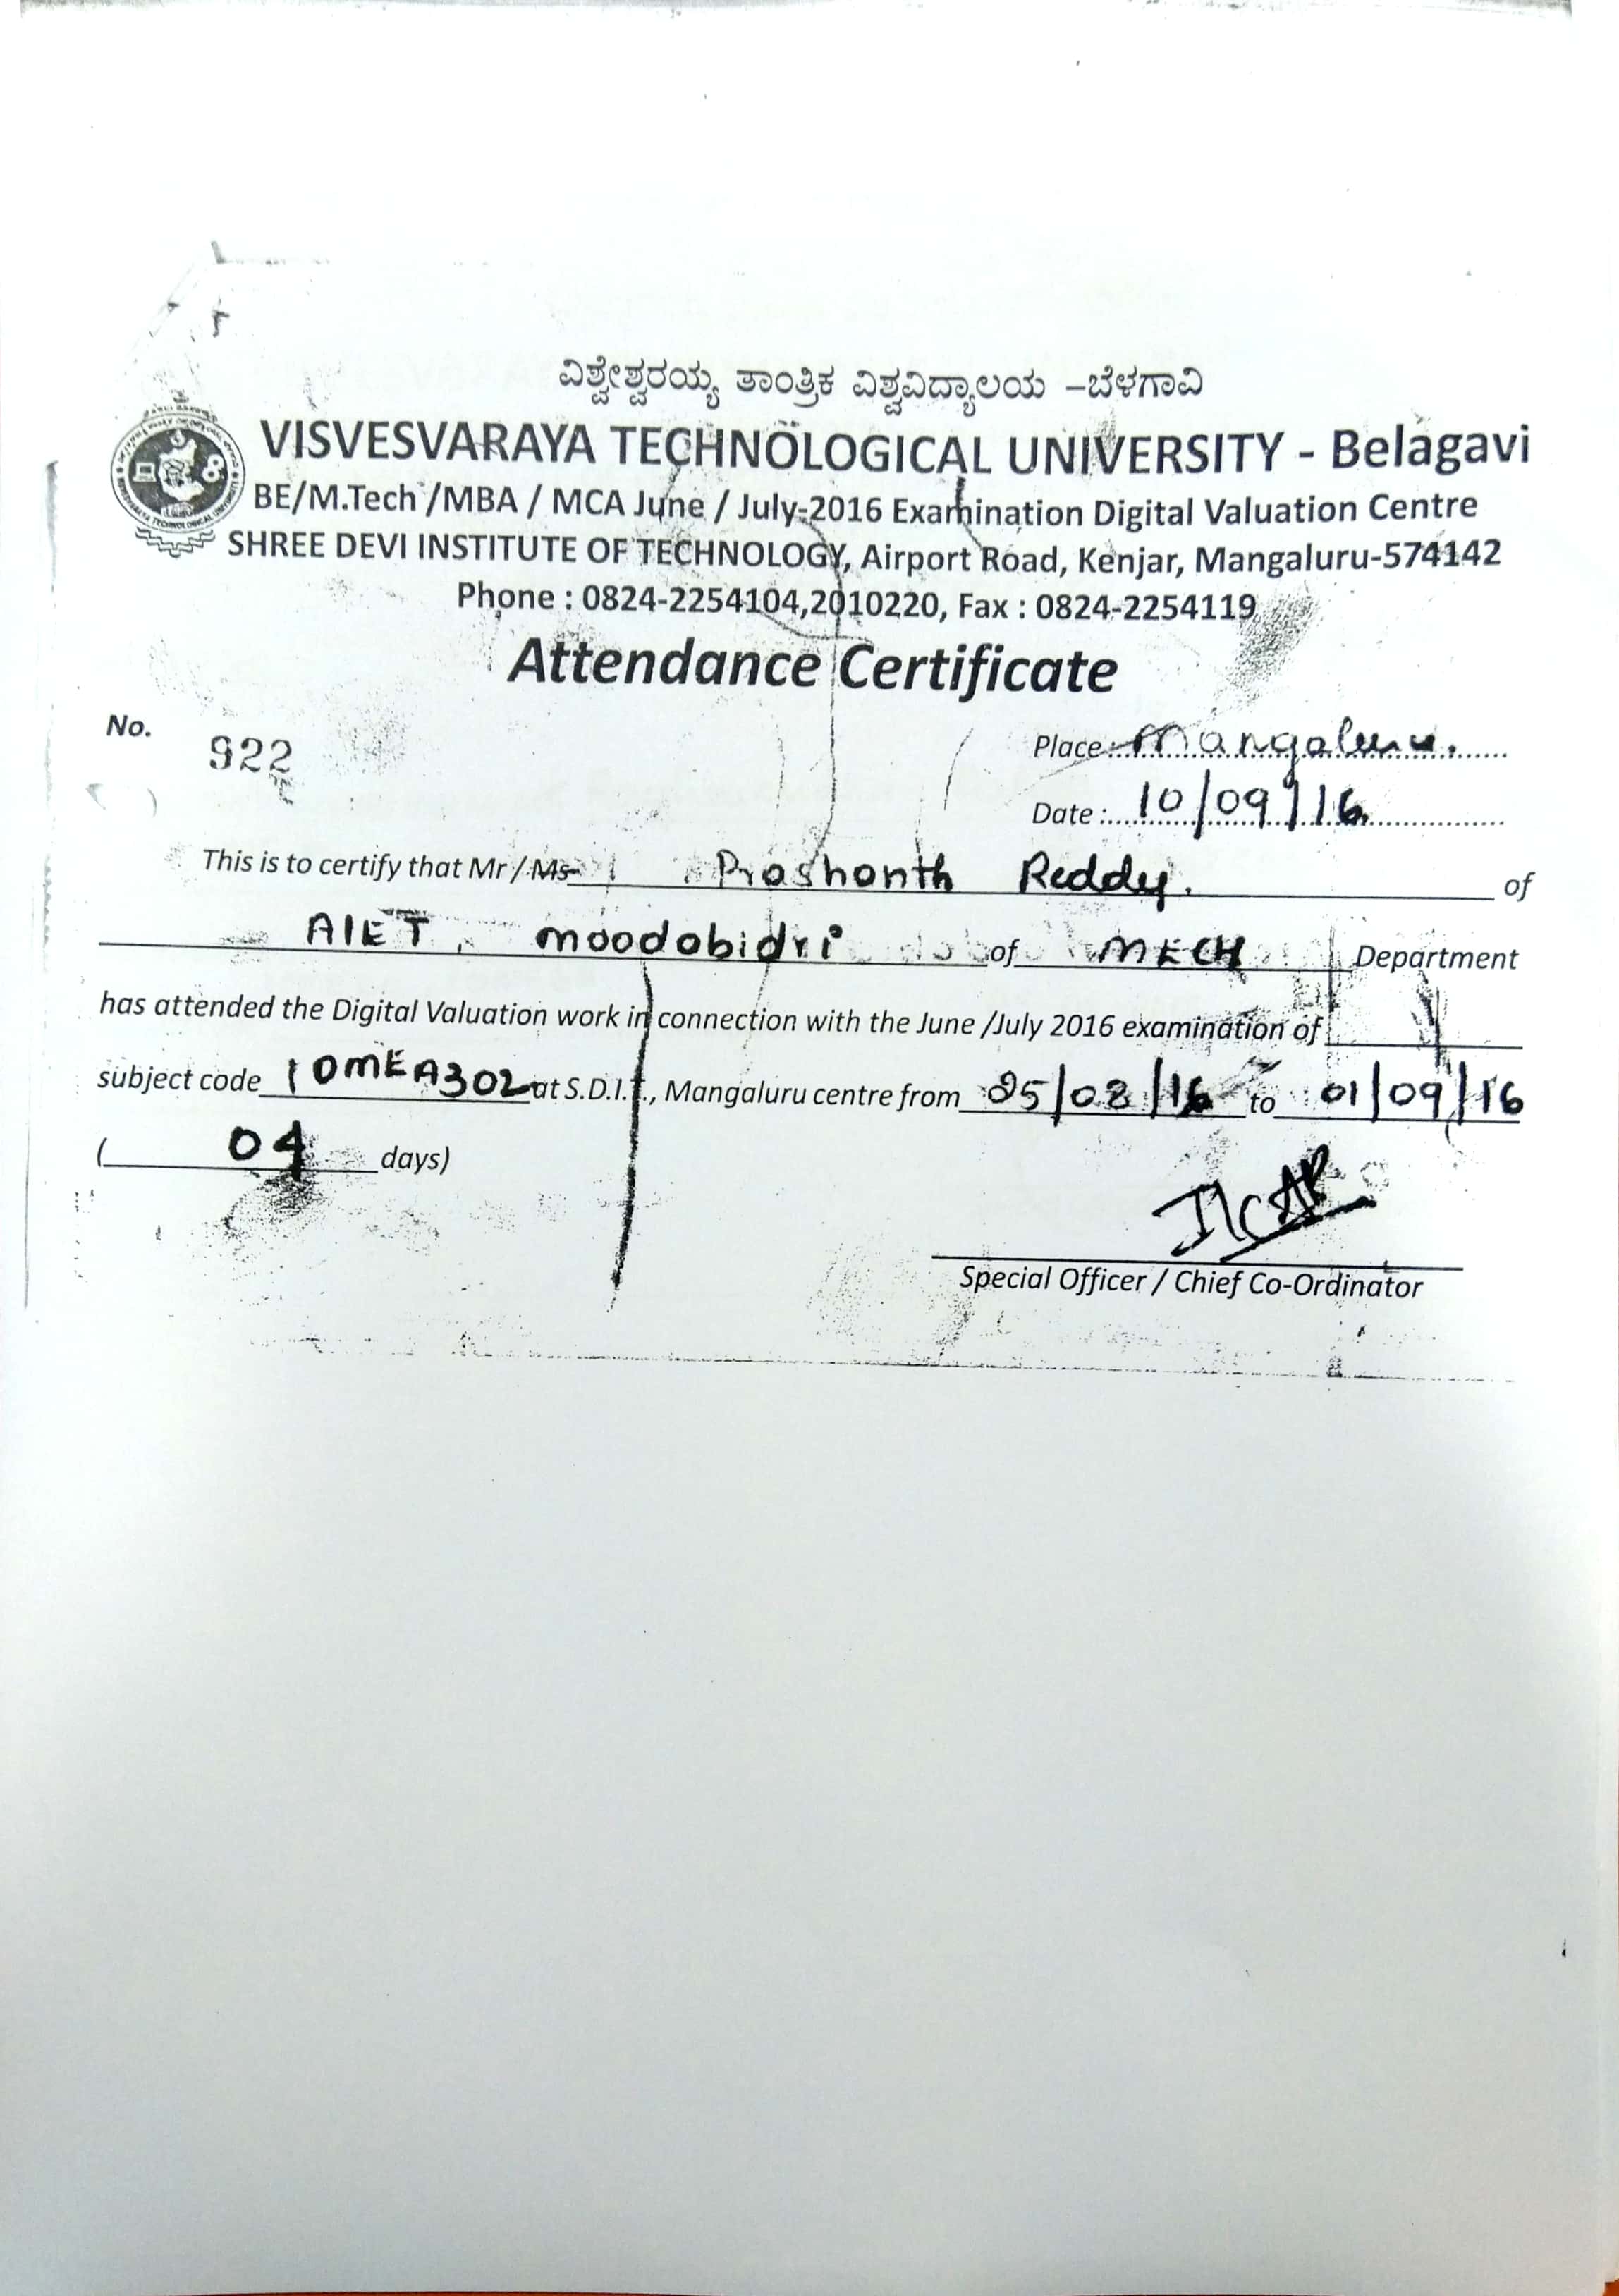 ವಿಶ್ವೇಶ್ವರಯ್ಯ ತಾಂತ್ರಿಕ ವಿಶ್ವವಿದ್ಯಾಲಯ –ಬೆಳಗಾವಿ
VISVESVARAYA TECHNOLOGICAL UNIVERSITY - Belagavi
BE/M.Tech /MBA / MCA June / July-2016 Examination Digital Valuation Centre
SHREE DEVI INSTITUTE OF TECHNOLOGY, Airport Road, Kenjar, Mangaluru-574142
Phone : 0824-2254104,2010220, Fax : 0824-2254119
Attendance Certificate
No. 922
Place : Mangaluru.
Date : 10/09/16
This is to certify that Mr / Ms Prashanth Reddy. of
AIET, moodobidri of MECH Department
has attended the Digital Valuation work in connection with the June /July 2016 examination of
subject code 10MEA302 at S.D.I.T., Mangaluru centre from 25/08/16 to 01/09/16
( 04 days)
Special Officer / Chief Co-Ordinator